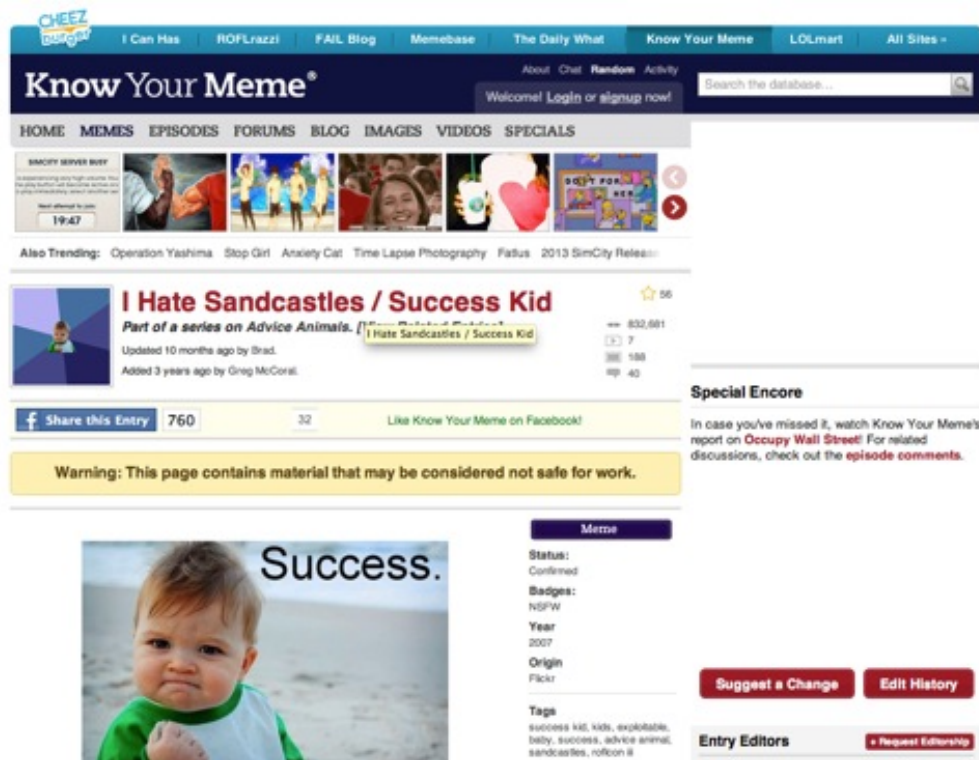 CHEEZ
burger
I Can Has ROFLrazzi FAIL Blog Memebase The Daily What Know Your Meme LOLmart All Sites
Know Your Meme®
About Chat Random Activity
Welcome! Login or signup now!
Search the database...
HOME MEMES EPISODES FORUMS BLOG IMAGES VIDEOS SPECIALS
SIMCITY SERVER BUSY
19:47
DO IT FOR
HER
Also Trending: Operation Yashima Stop Girl Anxiety Cat Time Lapse Photography Fatlus 2013 SimCity Release
I Hate Sandcastles / Success Kid
56
Part of a series on Advice Animals.
I Hate Sandcastles / Success Kid
832,681
Updated 10 months ago by Brad.
7
188
Added 3 years ago by Greg McCoral.
40
f Share this Entry 760 32 Like Know Your Meme on Facebook!
Warning: This page contains material that may be considered not safe for work.
Special Encore
In case you've missed it, watch Know Your Meme's
report on Occupy Wall Street! For related
discussions, check out the episode comments.
Success.
Meme
Status:
Confirmed
Badges:
NSFW
Year
2007
Origin
Flickr
Tags
success kid, kids, exploitable,
baby, success, advice animal,
sandcastles, roflcon iii
Suggest a Change Edit History
Entry Editors + Request Editorship